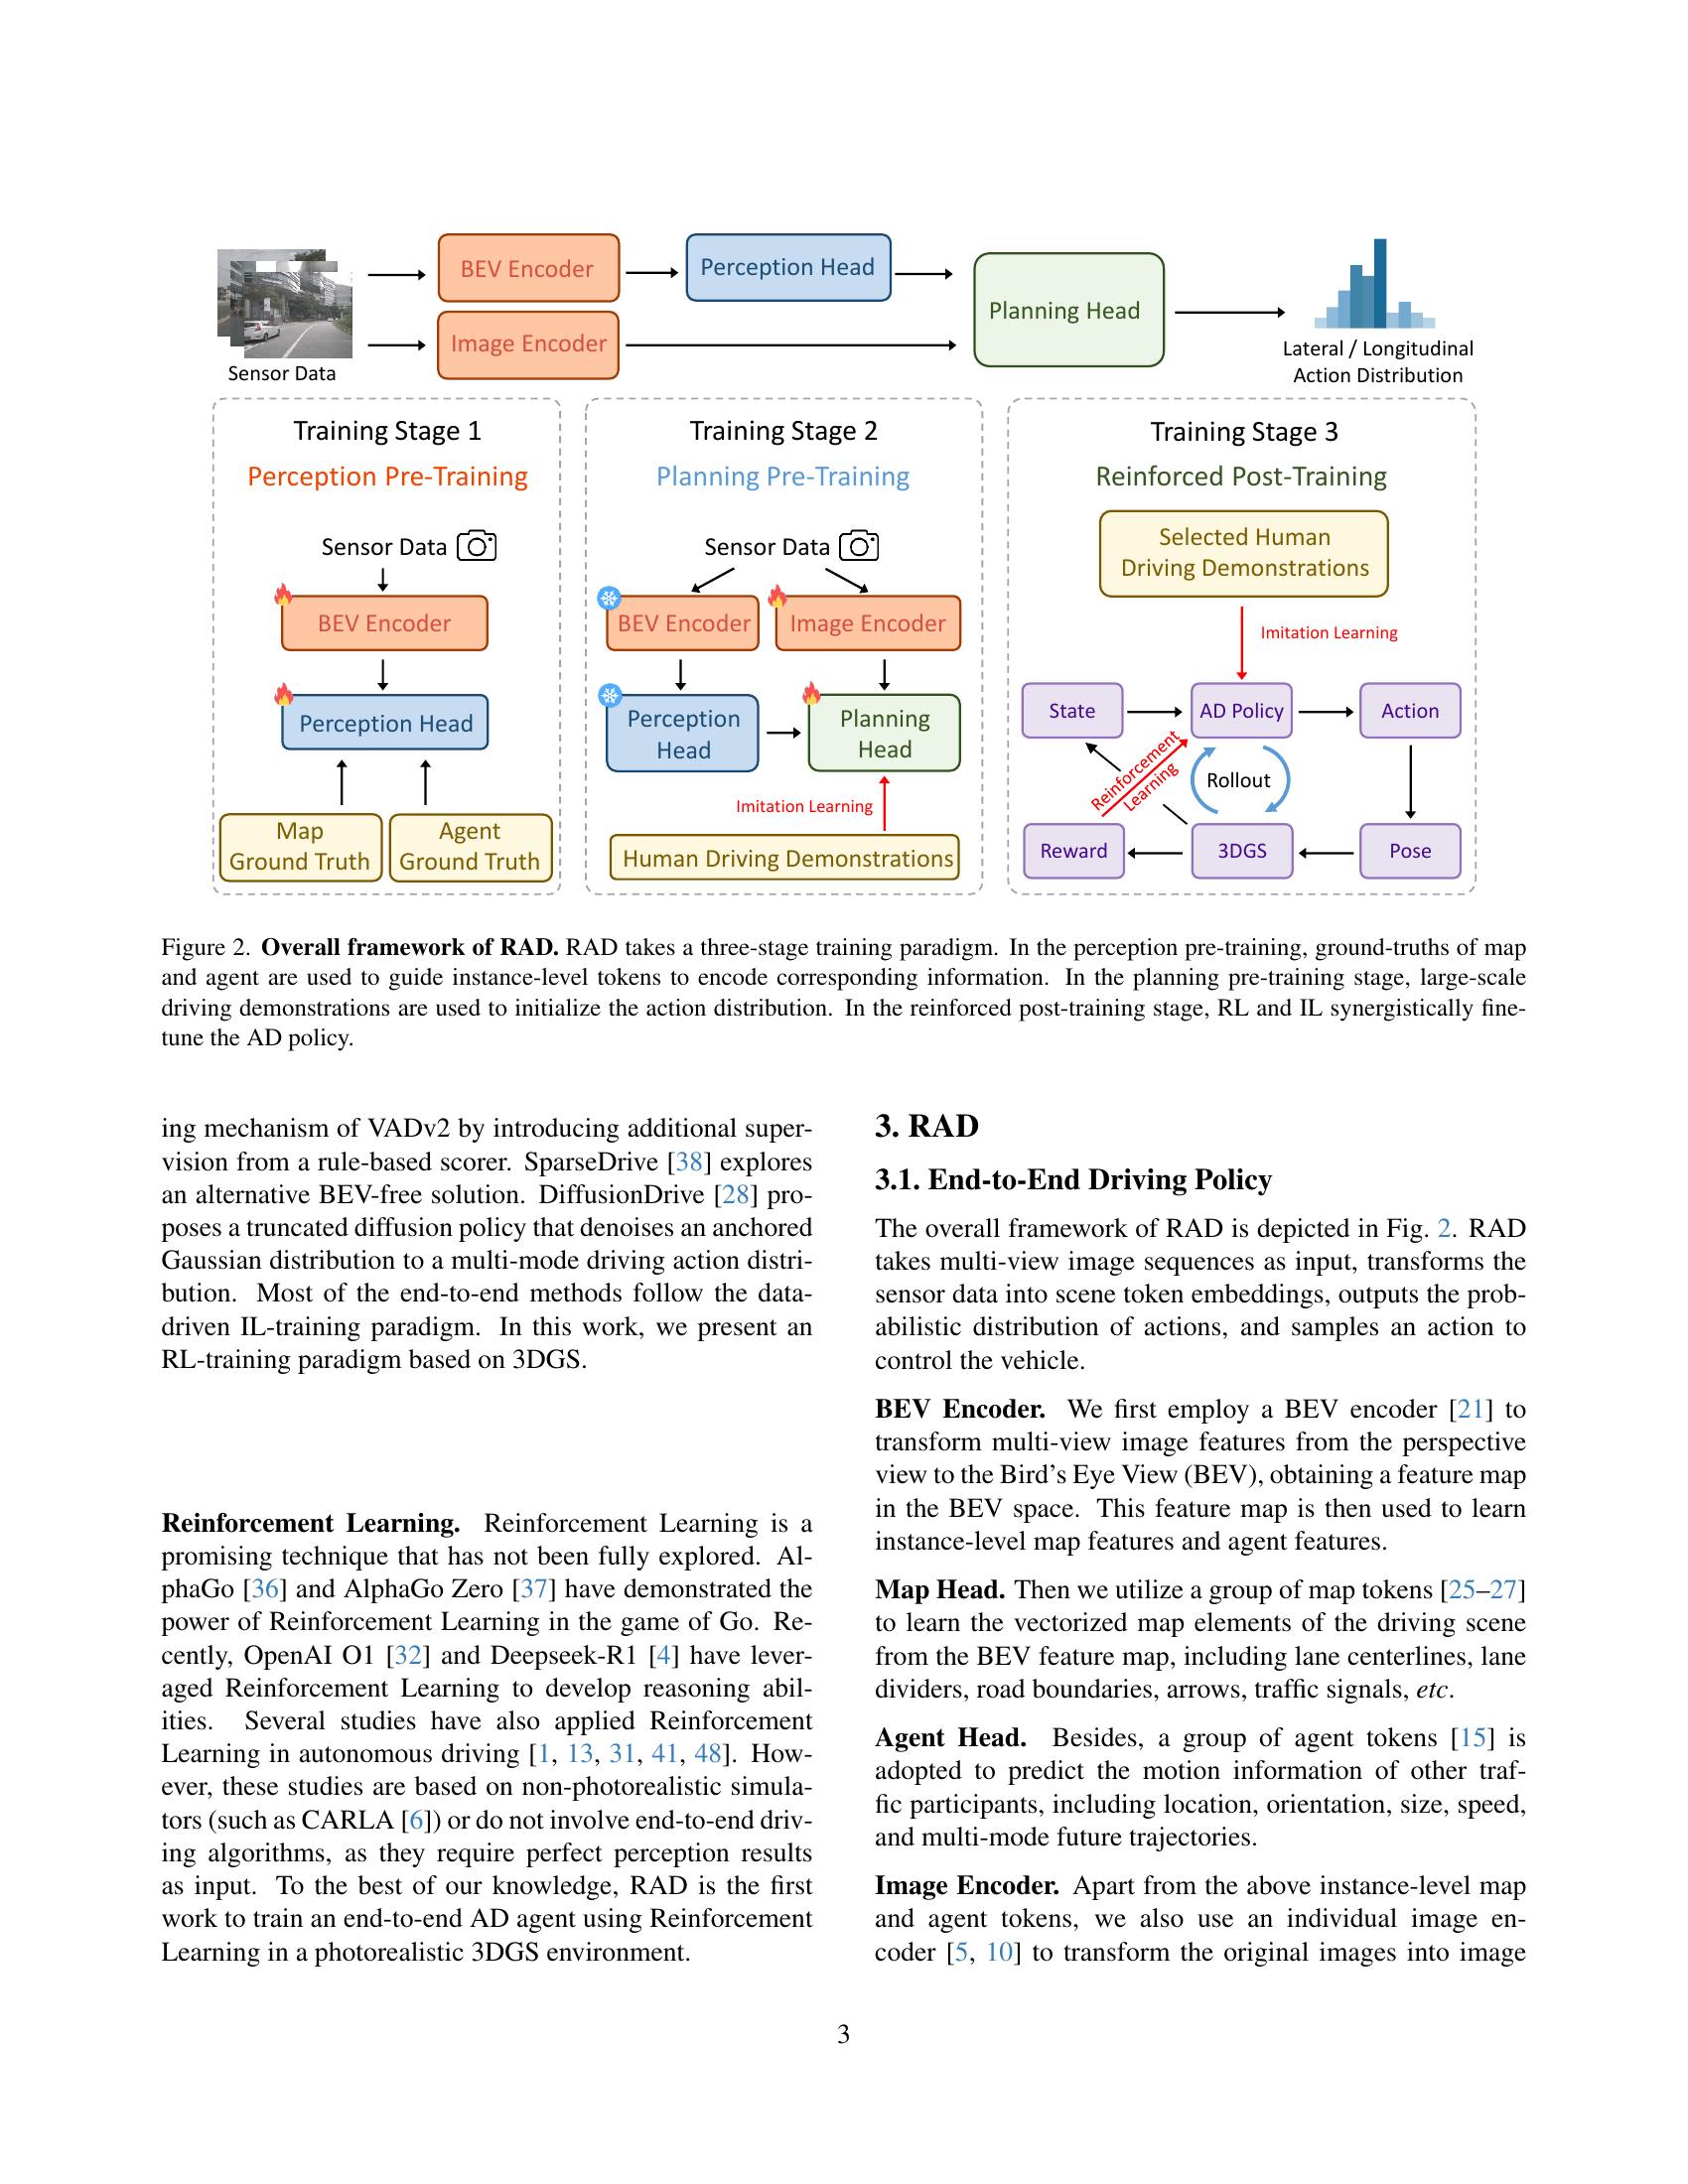 BEV Encoder
Perception Head
Planning Head
Image Encoder
Sensor Data
Lateral / Longitudinal
Action Distribution
Training Stage 1
Perception Pre-Training
Sensor Data
BEV Encoder
Perception Head
Map
Ground Truth
Agent
Ground Truth
Training Stage 2
Planning Pre-Training
Sensor Data
BEV Encoder
Image Encoder
Perception
Head
Planning
Head
Imitation Learning
Human Driving Demonstrations
Training Stage 3
Reinforced Post-Training
Selected Human
Driving Demonstrations
Imitation Learning
State
AD Policy
Action
Reinforcement
Learning
Rollout
Reward
3DGS
Pose
Figure 2. Overall framework of RAD. RAD takes a three-stage training paradigm. In the perception pre-training, ground-truths of map
and agent are used to guide instance-level tokens to encode corresponding information. In the planning pre-training stage, large-scale
driving demonstrations are used to initialize the action distribution. In the reinforced post-training stage, RL and IL synergistically fine-
tune the AD policy.
ing mechanism of VADv2 by introducing additional super-
vision from a rule-based scorer. SparseDrive [38] explores
an alternative BEV-free solution. DiffusionDrive [28] pro-
poses a truncated diffusion policy that denoises an anchored
Gaussian distribution to a multi-mode driving action distri-
bution. Most of the end-to-end methods follow the data-
driven IL-training paradigm. In this work, we present an
RL-training paradigm based on 3DGS.
Reinforcement Learning. Reinforcement Learning is a
promising technique that has not been fully explored. Al-
phaGo [36] and AlphaGo Zero [37] have demonstrated the
power of Reinforcement Learning in the game of Go. Re-
cently, OpenAI O1 [32] and Deepseek-R1 [4] have lever-
aged Reinforcement Learning to develop reasoning abil-
ities. Several studies have also applied Reinforcement
Learning in autonomous driving [1, 13, 31, 41, 48]. How-
ever, these studies are based on non-photorealistic simula-
tors (such as CARLA [6]) or do not involve end-to-end driv-
ing algorithms, as they require perfect perception results
as input. To the best of our knowledge, RAD is the first
work to train an end-to-end AD agent using Reinforcement
Learning in a photorealistic 3DGS environment.
3. RAD
3.1. End-to-End Driving Policy
The overall framework of RAD is depicted in Fig. 2. RAD
takes multi-view image sequences as input, transforms the
sensor data into scene token embeddings, outputs the prob-
abilistic distribution of actions, and samples an action to
control the vehicle.
BEV Encoder. We first employ a BEV encoder [21] to
transform multi-view image features from the perspective
view to the Bird's Eye View (BEV), obtaining a feature map
in the BEV space. This feature map is then used to learn
instance-level map features and agent features.
Map Head. Then we utilize a group of map tokens [25–27]
to learn the vectorized map elements of the driving scene
from the BEV feature map, including lane centerlines, lane
dividers, road boundaries, arrows, traffic signals, etc.
Agent Head. Besides, a group of agent tokens [15] is
adopted to predict the motion information of other traf-
fic participants, including location, orientation, size, speed,
and multi-mode future trajectories.
Image Encoder. Apart from the above instance-level map
and agent tokens, we also use an individual image en-
coder [5, 10] to transform the original images into image
3